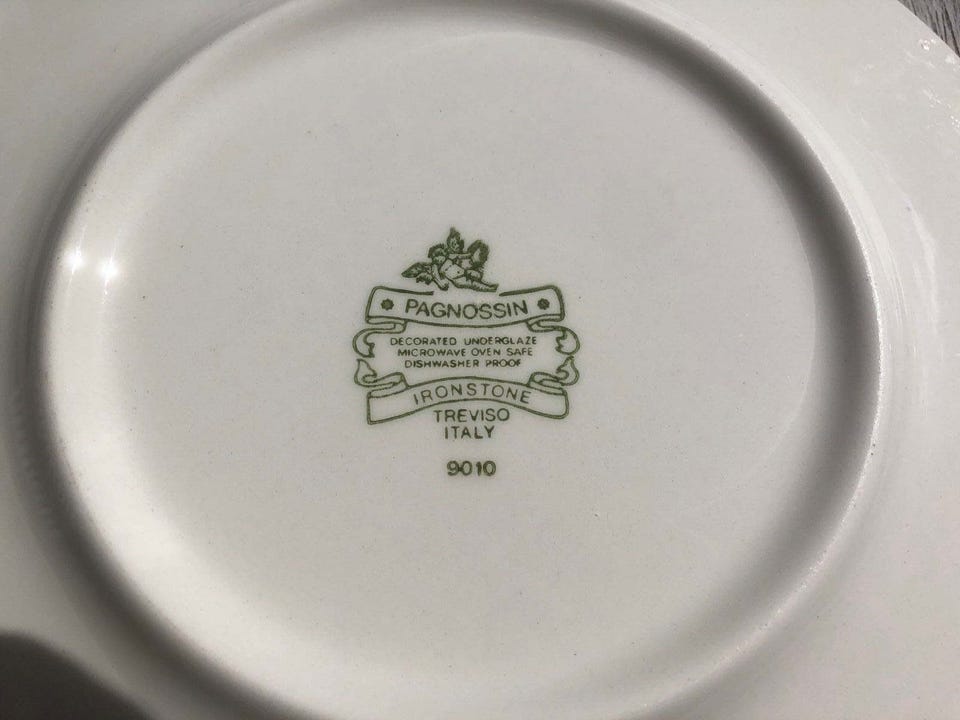 PAGNOSSIN
DECORATED UNDERGLAZE
MICROWAVE OVEN SAFE
DISHWASHER PROOF
IRONSTONE
TREVISO
ITALY
9010